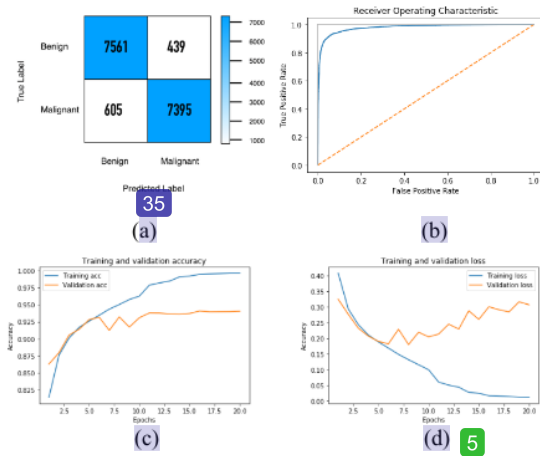 Benign
7561
439
True Label
Malignant
605
7395
Benign
Malignant
Predicted Label
7000
6000
5000
4000
3000
2000
1000
35
(a)
Receiver Operating Characteristic
True Positive Rate
1.0
0.8
0.6
0.4
0.2
0.0
0.0 0.2 0.4 0.6 0.8 1.0
False Positive Rate
(b)
Training and validation accuracy
Training acc
Validation acc
Accuracy
1.000
0.975
0.950
0.925
0.900
0.875
0.850
0.825
2.5 5.0 7.5 10.0 12.5 15.0 17.5 20.0
Epochs
(c)
Training and validation loss
Training loss
Validation loss
Accuracy
0.40
0.35
0.30
0.25
0.20
0.15
0.10
0.05
0.00
2.5 5.0 7.5 10.0 12.5 15.0 17.5 20.0
Epochs
(d)
5